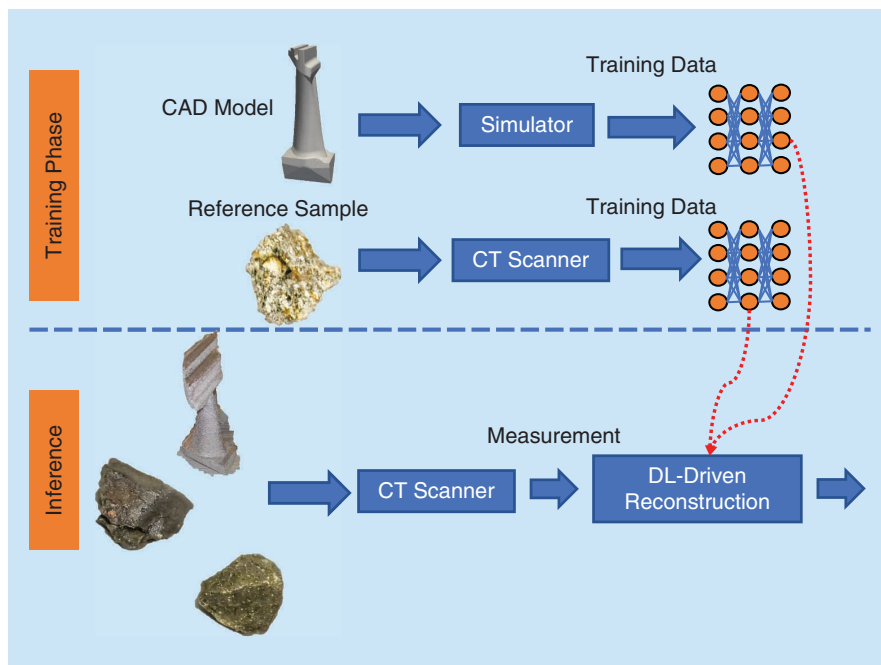 Training Phase
CAD Model
Simulator
Training Data
Reference Sample
CT Scanner
Training Data
Inference
CT Scanner
Measurement
DL-Driven
Reconstruction